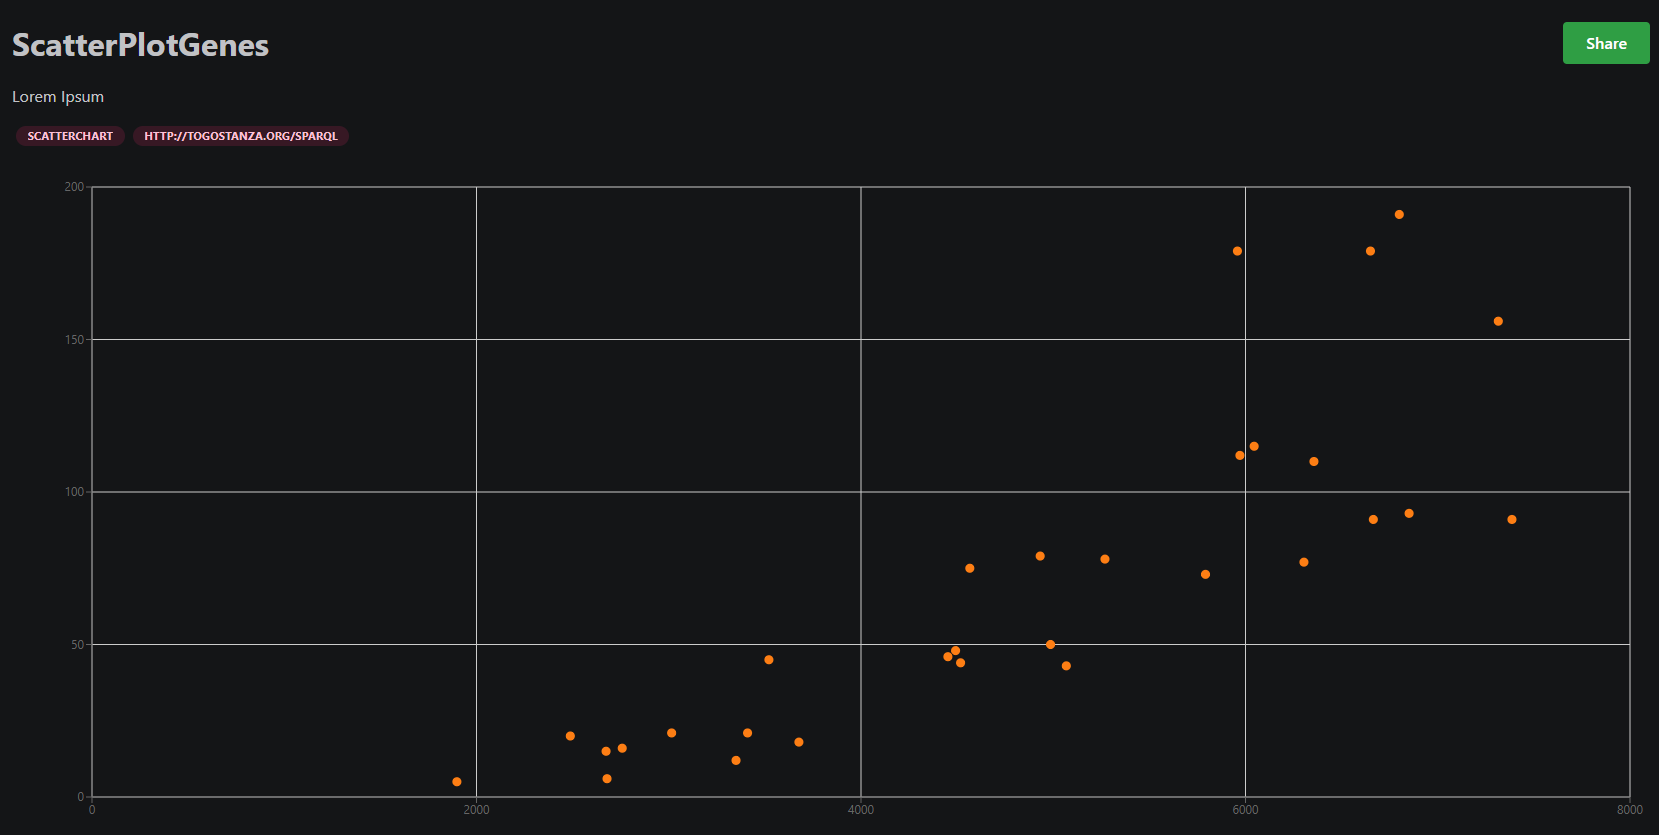 ScatterPlotGenes
Share
Lorem Ipsum
SCATTERCHART HTTP://TOGOSTANZA.ORG/SPARQL
200
150
100
50
0
0 2000 4000 6000 8000